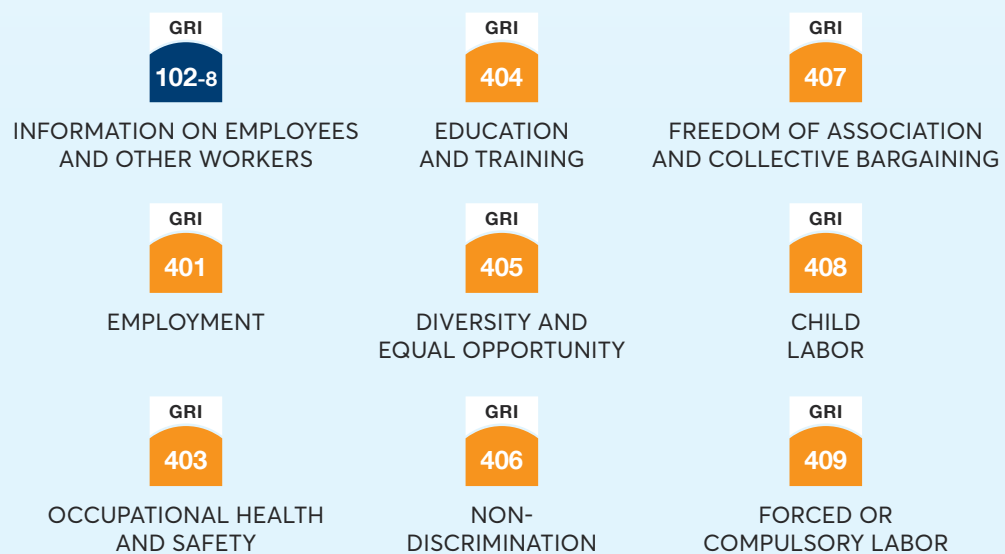 GRI
102-8
INFORMATION ON EMPLOYEES
AND OTHER WORKERS
GRI
404
EDUCATION
AND TRAINING
GRI
407
FREEDOM OF ASSOCIATION
AND COLLECTIVE BARGAINING
GRI
401
EMPLOYMENT
GRI
405
DIVERSITY AND
EQUAL OPPORTUNITY
GRI
408
CHILD
LABOR
GRI
403
OCCUPATIONAL HEALTH
AND SAFETY
GRI
406
NON-
DISCRIMINATION
GRI
409
FORCED OR
COMPULSORY LABOR